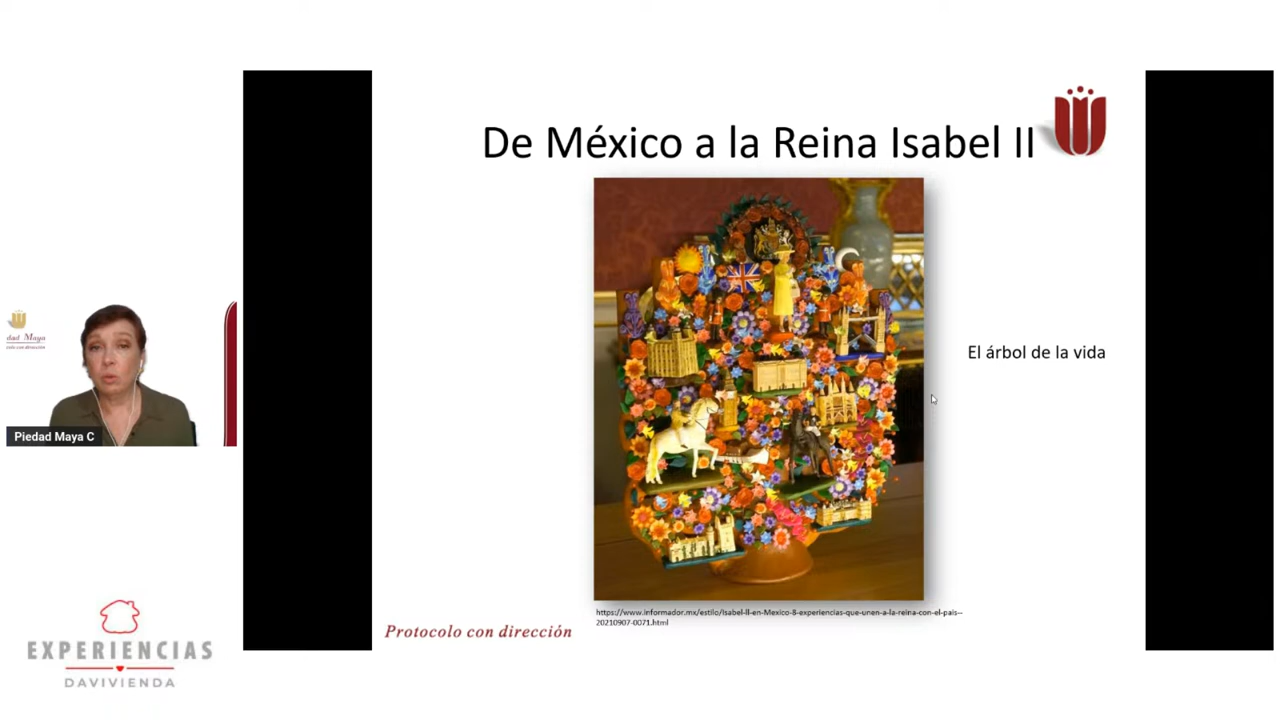 De México a la Reina Isabel II
El árbol de la vida
dad Maya
Piedad Maya C
https://www.informador.mx/estilo/Isabel-II-en-Mexico-8-experiencias-que-unen-a-la-reina-con-el-pais--
20210907-0071.html
Protocolo con dirección
EXPERIENCIAS
DAVIVIENDA